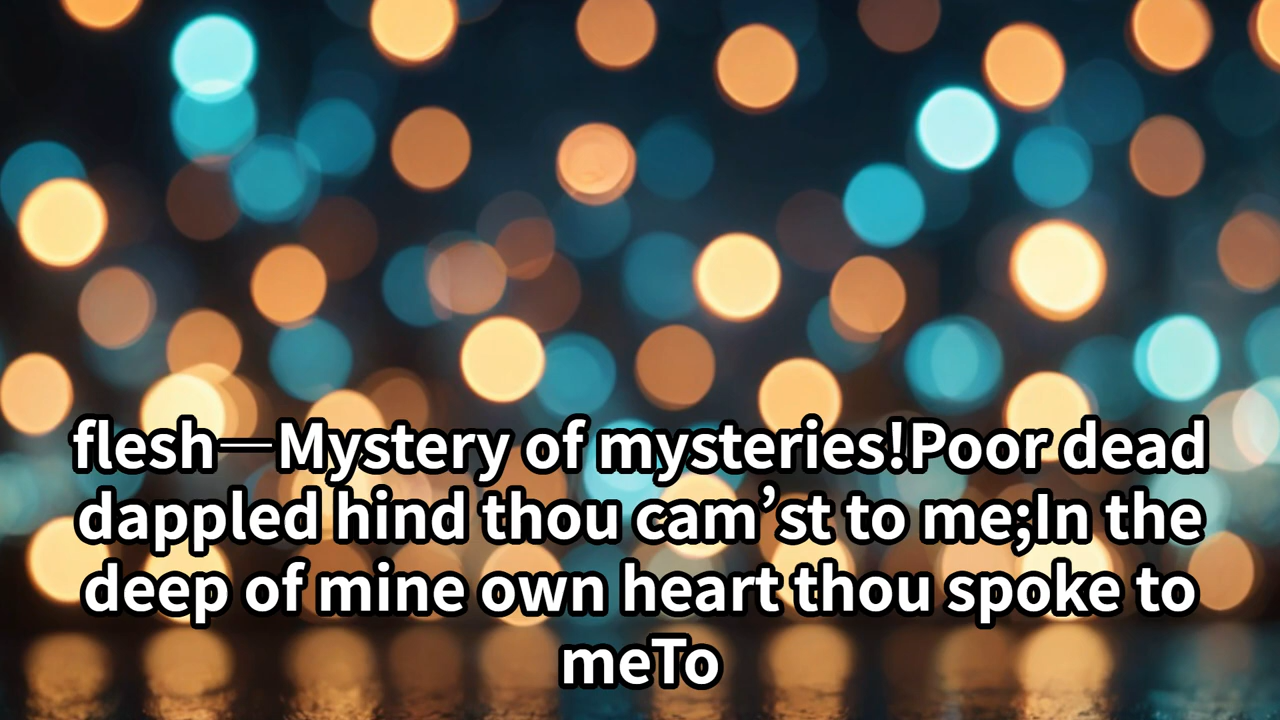 flesh—Mystery of mysteries!Poor dead
dappled hind thou cam’st to me;In the
deep of mine own heart thou spoke to
meTo